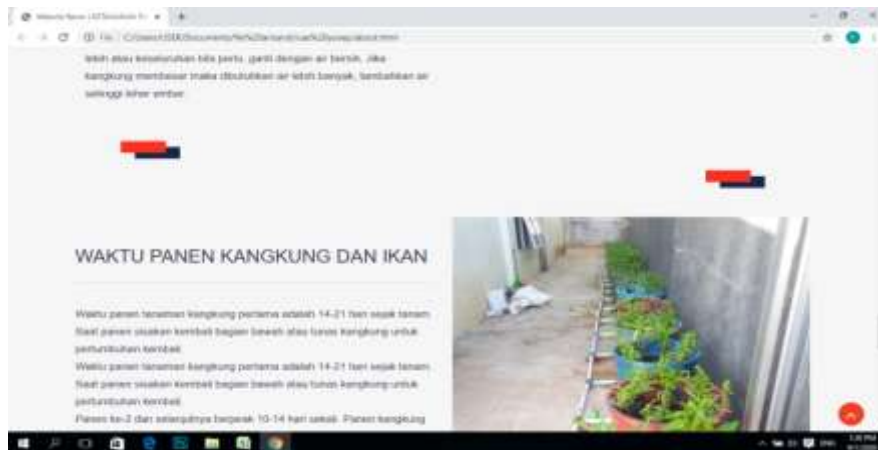 lebih atau keseluruhan bila perlu, ganti dengan air bersih. Jika
kangkung membesar maka dibutuhkan air lebih banyak, tambahkan air
setinggi leher ember.
WAKTU PANEN KANGKUNG DAN IKAN
Waktu panen tanaman kangkung pertama adalah 14-21 hari sejak tanam.
Saat panen sisakan kembali bagian bawah atau tunas kangkung untuk
pertumbuhan kembali.
Waktu panen tanaman kangkung pertama adalah 14-21 hari sejak tanam.
Saat panen sisakan kembali bagian bawah atau tunas kangkung untuk
pertumbuhan kembali.
Panen ke-2 dan selanjutnya berjarak 10-14 hari sekali. Panen kangkung
ENG